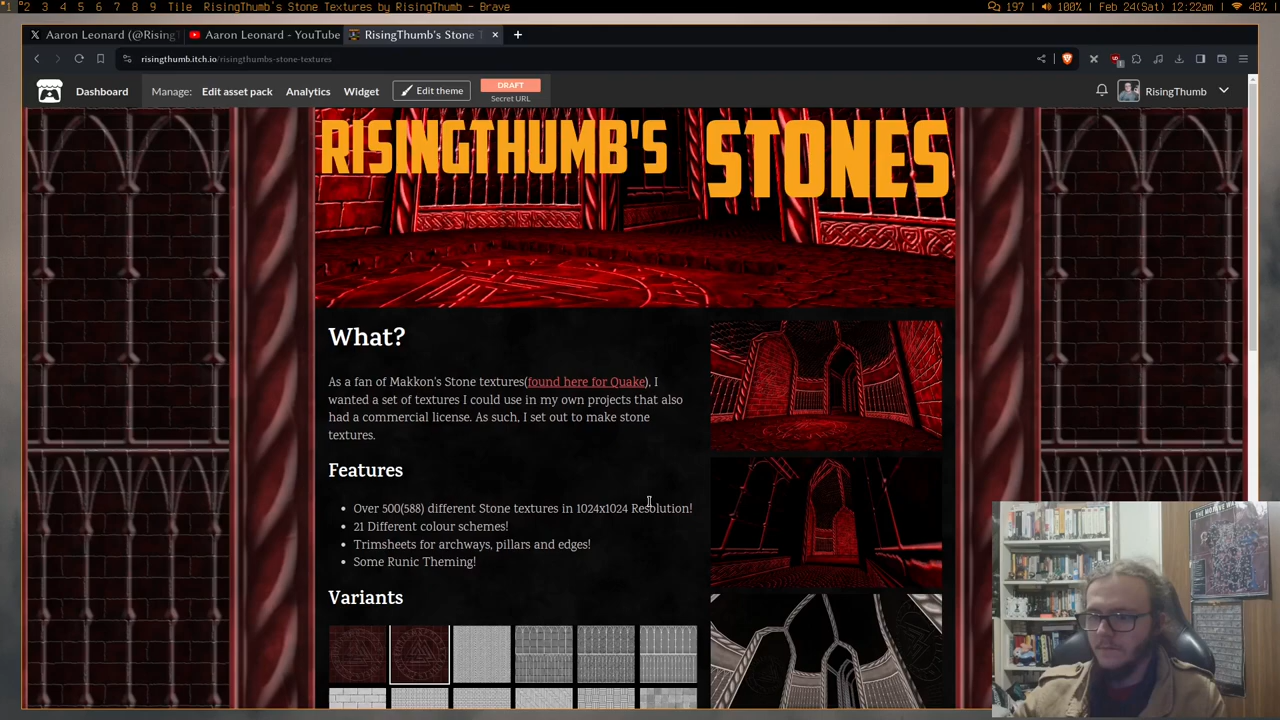 1 2 3 4 5 6 7 8 9 Tile RisingThumb's Stone Textures by RisingThumb - Brave 197 | 100% | Feb 24(Sat) 12:22am | 48%
Aaron Leonard (@Rising
Aaron Leonard - YouTube
RisingThumb's Stone T
risingthumb.itch.io/risingthumbs-stone-textures
Dashboard
Manage:
Edit asset pack
Analytics
Widget
Edit theme
DRAFT
Secret URL
RisingThumb
RISINGTHUMB'S STONES
What?
As a fan of Makkon's Stone textures(found here for Quake), I
wanted a set of textures I could use in my own projects that also
had a commercial license. As such, I set out to make stone
textures.
Features
• Over 500(588) different Stone textures in 1024x1024 Resolution!
• 21 Different colour schemes!
• Trimsheets for archways, pillars and edges!
• Some Runic Theming!
Variants